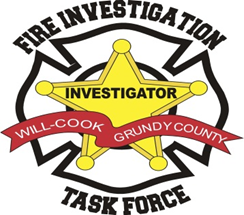 FIRE INVESTIGATION
INVESTIGATOR
WILL-COOK GRUNDY COUNTY
TASK FORCE